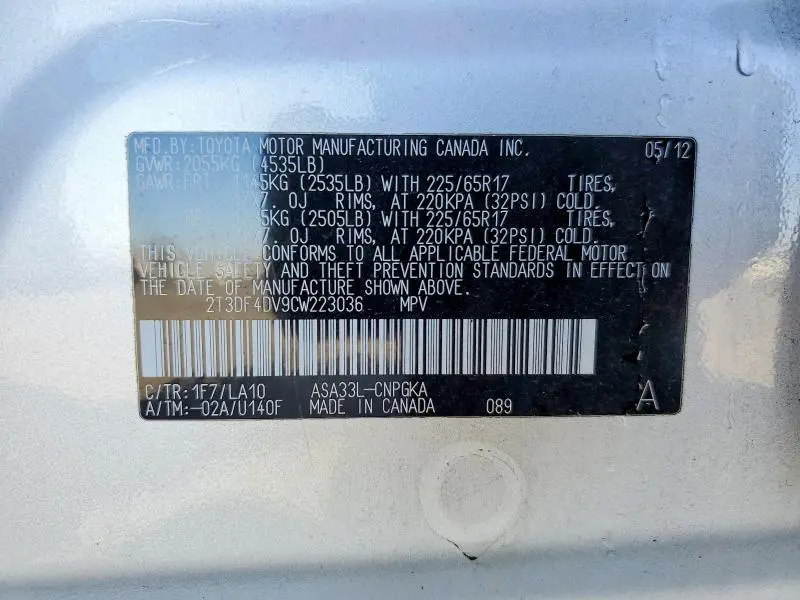 MFD. BY: TOYOTA MOTOR MANUFACTURING CANADA INC. 05/12
GVWR: 2055KG (4535LB)
GAWR: FRT 1145KG (2535LB) WITH 225/65R17 TIRES,
7. OJ RIMS, AT 220KPA (32PSI) COLD.
5KG (2505LB) WITH 225/65R17 TIRES,
7. OJ RIMS, AT 220KPA (32PSI) COLD.
THIS VEHICLE CONFORMS TO ALL APPLICABLE FEDERAL MOTOR
VEHICLE SAFETY AND THEFT PREVENTION STANDARDS IN EFFECT ON
THE DATE OF MANUFACTURE SHOWN ABOVE.
2T3DF4DV9CW223036 MPV
C/TR: 1F7/LA10 ASA33L-CNPGKA
A/TM: -02A/U140F MADE IN CANADA 089 A